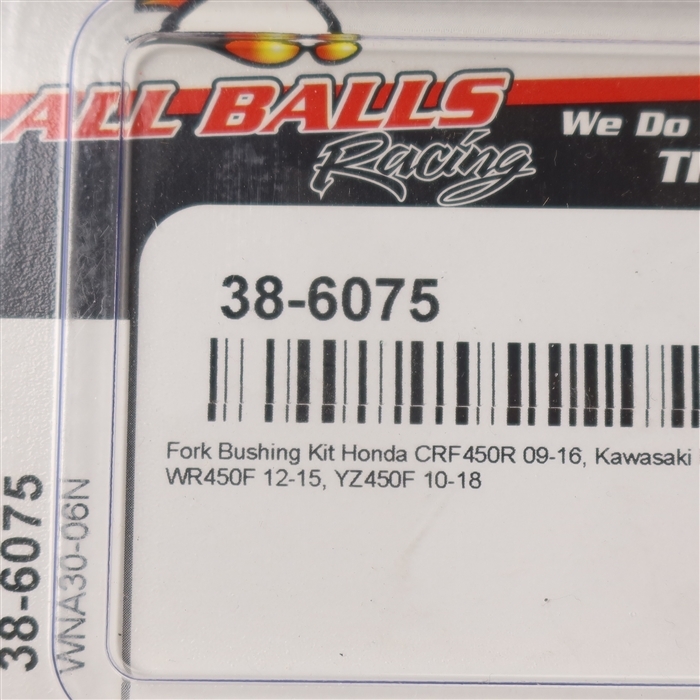 ALL BALLS
Racing
We Do
38-6075
Fork Bushing Kit Honda CRF450R 09-16, Kawasaki
WR450F 12-15, YZ450F 10-18
38-6075
WNA30-06N